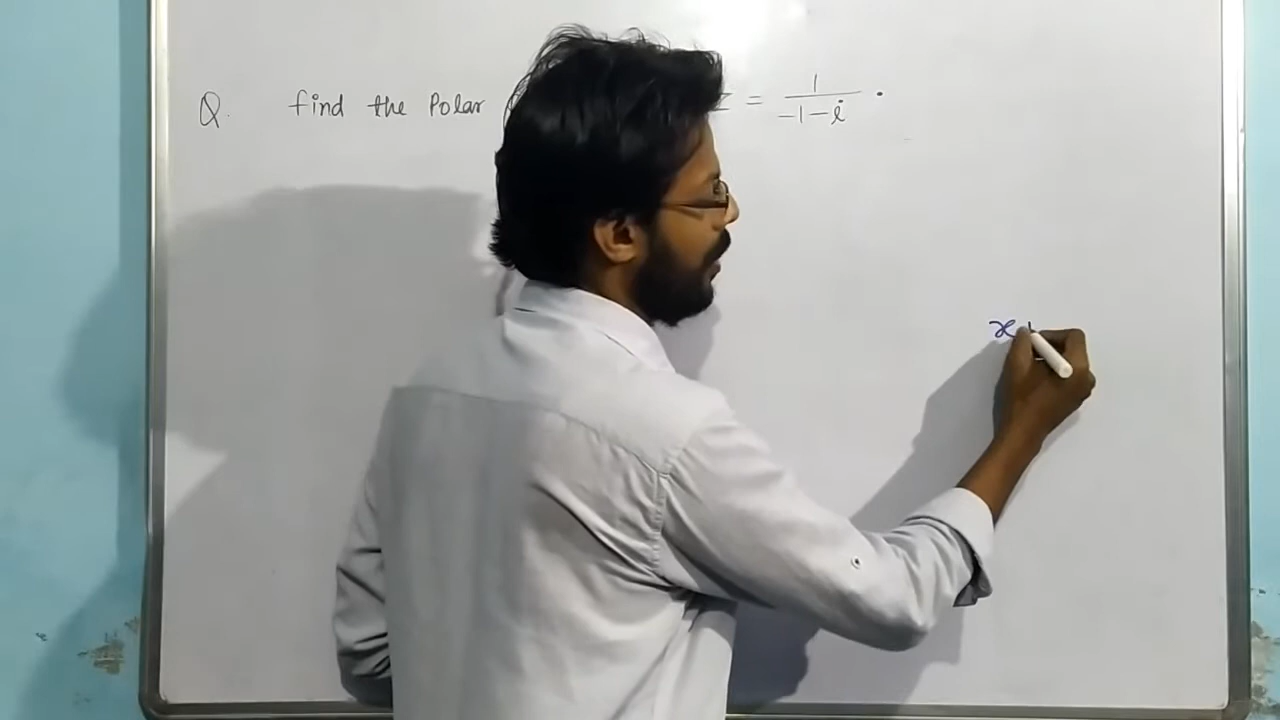 Q. find the Polar = 1/(-1-i) .
x